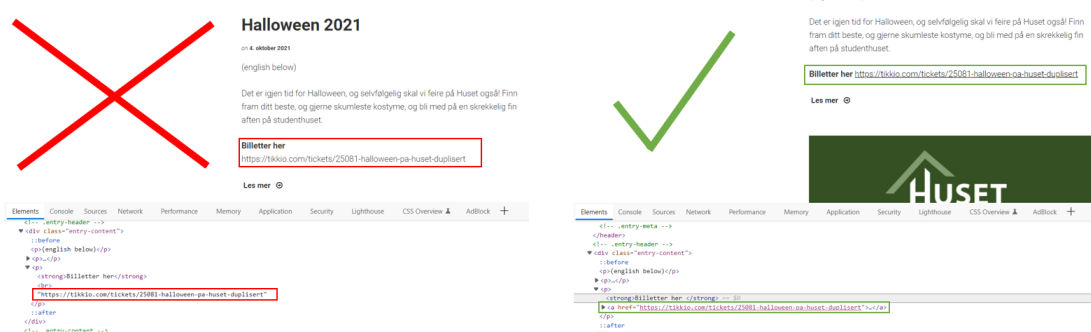 Halloween 2021
on 4. oktober 2021
(english below)
Det er igjen tid for Halloween, og selvfølgelig skal vi feire på Huset også! Finn
fram ditt beste, og gjerne skumleste kostyme, og bli med på en skrekkelig fin
aften på studenthuset.
Billetter her
https://tikkio.com/tickets/25081-halloween-pa-huset-duplisert
Les mer
Elements Console Sources Network Performance Memory Application Security Lighthouse CSS Overview AdBlock +
<!-- .entry-header -->
<div class="entry-content">
::before
<p>(english below)</p>
<p>…</p>
<p>
<strong>Billetter her</strong>
<br>
"https://tikkio.com/tickets/25081-halloween-pa-huset-duplisert"
</p>
::after
</div>
<!-- .entry-content -->
Det er igjen tid for Halloween, og selvfølgelig skal vi feire på Huset også! Finn
fram ditt beste, og gjerne skumleste kostyme, og bli med på en skrekkelig fin
aften på studenthuset.
Billetter her https://tikkio.com/tickets/25081-halloween-pa-huset-duplisert
Les mer
HUSET
Elements Console Sources Network Performance Memory Application Security Lighthouse CSS Overview AdBlock +
<!-- .entry-meta -->
</header>
<!-- .entry-header -->
<div class="entry-content">
::before
<p>(english below)</p>
<p>…</p>
<p>
<strong>Billetter her </strong> == $0
<a href="https://tikkio.com/tickets/25081-halloween-pa-huset-duplisert">…</a>
</p>
::after